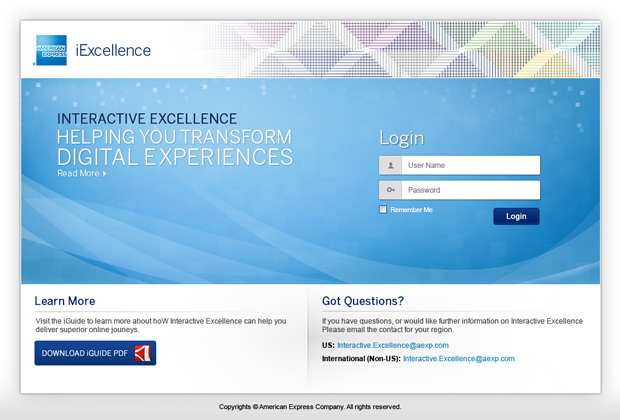 AMERICAN
EXPRESS
®
iExcellence
INTERACTIVE EXCELLENCE
HELPING YOU TRANSFORM
DIGITAL EXPERIENCES
Read More
Login
User Name
Password
Remember Me
Login
Learn More
Visit the iGuide to learn more about hoW Interactive Excellence can help you
deliver superior online jouneys.
DOWNLOAD iGUIDE PDF
Got Questions?
If you have questions, or would like further information on Interactive Excellence
Please email the contact for your region.
US: Interactive.Excellence@aexp.com
International (Non-US): Interactive.Excellence@aexp.com
Copyrights © American Express Company. All rights reserved.